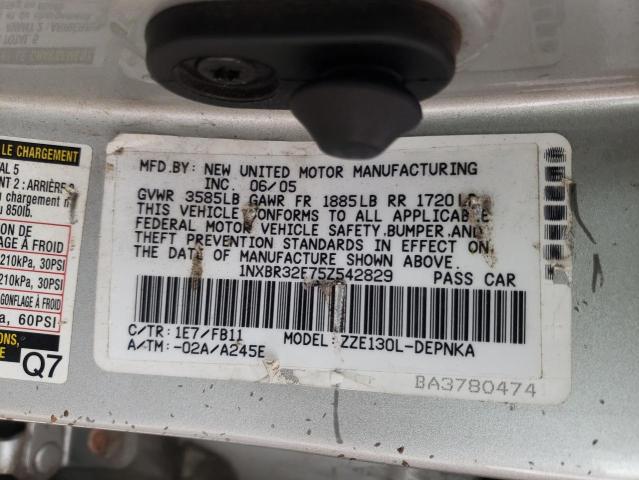 LE CHARGEMENT
AL 5
NT 2 : ARRIÈRE
chargement n
850lb.
ION DE
AGE À FROID
210kPa, 30PSI
210kPa, 30PSI
GONFLAGE À FROID
a, 60PSI
Q7
MFD.BY: NEW UNITED MOTOR MANUFACTURING
INC. 06/05
GVWR 3585LB GAWR FR 1885LB RR 1720LB
THIS VEHICLE CONFORMS TO ALL APPLICABLE
FEDERAL MOTOR VEHICLE SAFETY,BUMPER,AND
THEFT PREVENTION STANDARDS IN EFFECT ON
THE DATE OF MANUFACTURE SHOWN ABOVE.
1NXBR32E75Z542829 PASS CAR
C/TR: 1E7/FB11 MODEL: ZZE130L-DEPNKA
A/TM: -02A/A245E
BA3780474